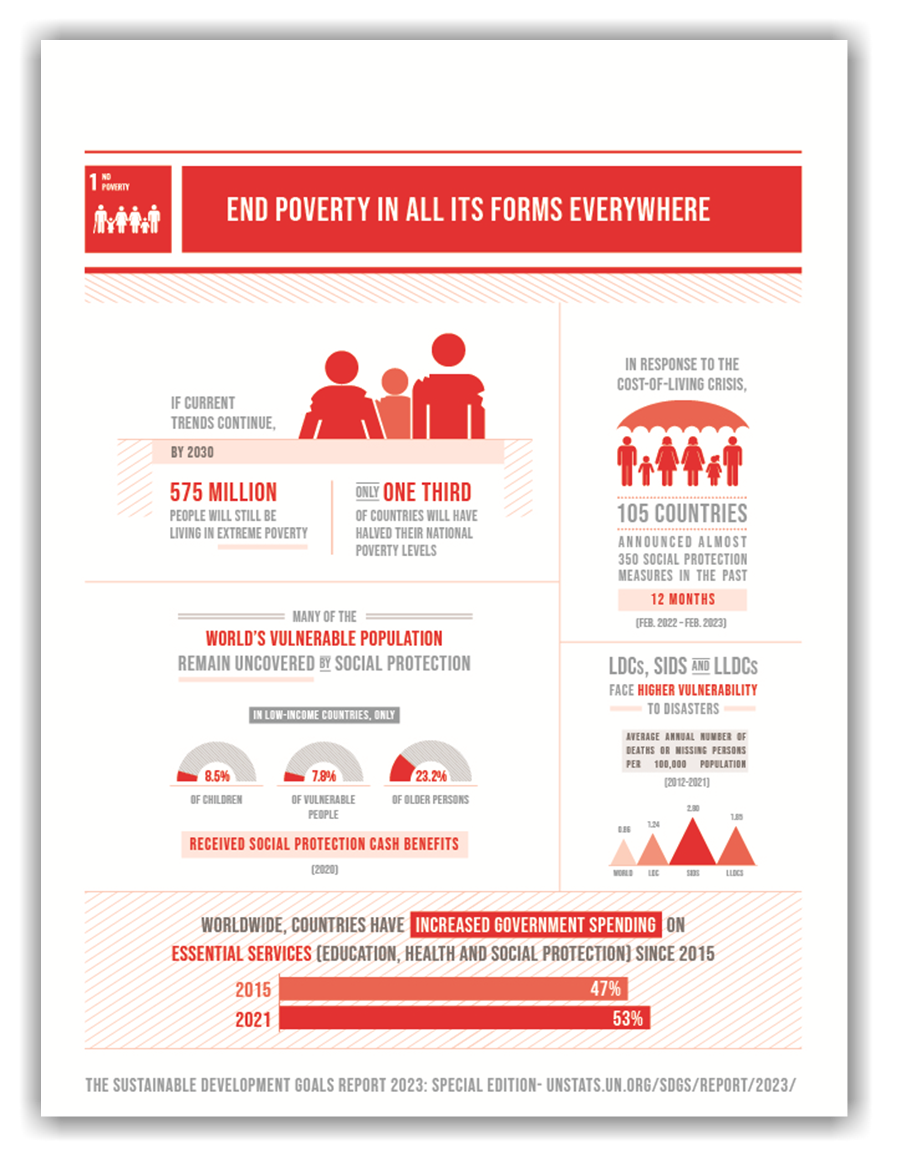 1 NO
POVERTY
END POVERTY IN ALL ITS FORMS EVERYWHERE
IF CURRENT
TRENDS CONTINUE,
BY 2030
575 MILLION
PEOPLE WILL STILL BE
LIVING IN EXTREME POVERTY
ONLY ONE THIRD
OF COUNTRIES WILL HAVE
HALVED THEIR NATIONAL
POVERTY LEVELS
IN RESPONSE TO THE
COST-OF-LIVING CRISIS,
105 COUNTRIES
ANNOUNCED ALMOST
350 SOCIAL PROTECTION
MEASURES IN THE PAST
12 MONTHS
(FEB. 2022 – FEB. 2023)
MANY OF THE
WORLD'S VULNERABLE POPULATION
REMAIN UNCOVERED BY SOCIAL PROTECTION
IN LOW-INCOME COUNTRIES, ONLY
8.5% 7.8% 23.2%
OF CHILDREN
OF VULNERABLE
PEOPLE
OF OLDER PERSONS
RECEIVED SOCIAL PROTECTION CASH BENEFITS
(2020)
LDCs, SIDS AND LLDCs
FACE HIGHER VULNERABILITY
TO DISASTERS
AVERAGE ANNUAL NUMBER OF
DEATHS OR MISSING PERSONS
PER 100,000 POPULATION
(2012-2021)
0.86 1.24 2.80 1.85
WORLD LDC SIDS LLDCS
WORLDWIDE, COUNTRIES HAVE INCREASED GOVERNMENT SPENDING ON
ESSENTIAL SERVICES (EDUCATION, HEALTH AND SOCIAL PROTECTION) SINCE 2015
2015 47%
2021 53%
THE SUSTAINABLE DEVELOPMENT GOALS REPORT 2023: SPECIAL EDITION- UNSTATS.UN.ORG/SDGS/REPORT/2023/